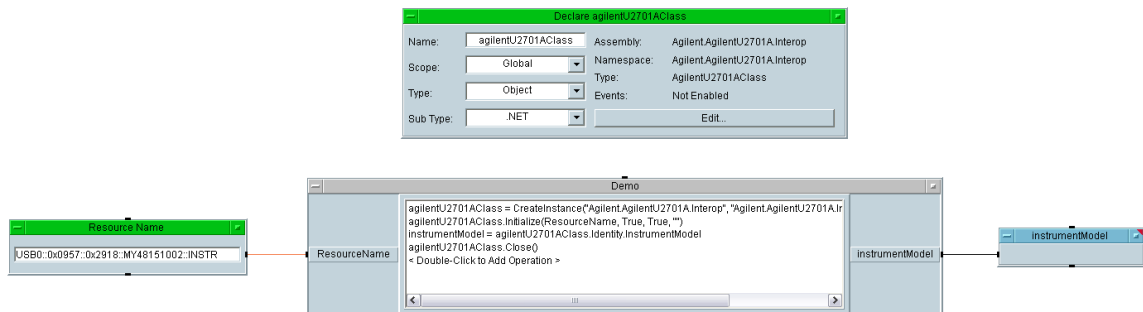 Declare agilentU2701AClass
Name: agilentU2701AClass Assembly: Agilent.AgilentU2701A.Interop
Scope: Global Namespace: Agilent.AgilentU2701A.Interop
Type: AgilentU2701AClass
Type: Object Events: Not Enabled
Sub Type: .NET Edit...
Demo
agilentU2701AClass = CreateInstance("Agilent.AgilentU2701A.Interop", "Agilent.AgilentU2701A.Ir
agilentU2701AClass.Initialize(ResourceName, True, True, "")
instrumentModel = agilentU2701AClass.Identity.InstrumentModel
agilentU2701AClass.Close()
< Double-Click to Add Operation >
Resource Name
USB0::0x0957::0x2918::MY48151002::INSTR
ResourceName
instrumentModel
instrumentModel